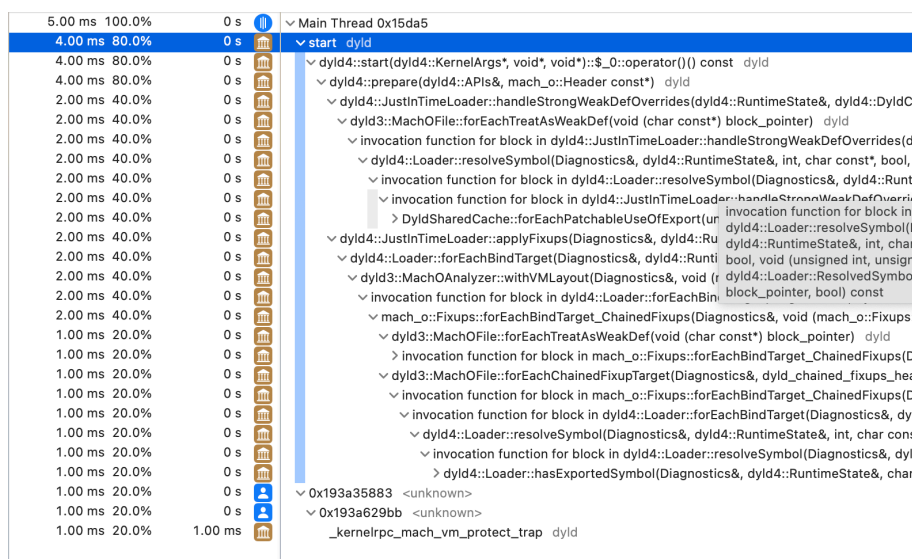 5.00 ms 100.0% 0 s Main Thread 0x15da5
4.00 ms 80.0% 0 s start dyld
4.00 ms 80.0% 0 s dyld4::start(dyld4::KernelArgs*, void*, void*)::$_0::operator()() const dyld
4.00 ms 80.0% 0 s dyld4::prepare(dyld4::APIs&, mach_o::Header const*) dyld
2.00 ms 40.0% 0 s dyld4::JustInTimeLoader::handleStrongWeakDefOverrides(dyld4::RuntimeState&, dyld4::DyldC
2.00 ms 40.0% 0 s dyld3::MachOFile::forEachTreatAsWeakDef(void (char const*) block_pointer) dyld
2.00 ms 40.0% 0 s invocation function for block in dyld4::JustInTimeLoader::handleStrongWeakDefOverrides(d
2.00 ms 40.0% 0 s dyld4::Loader::resolveSymbol(Diagnostics&, dyld4::RuntimeState&, int, char const*, bool,
2.00 ms 40.0% 0 s invocation function for block in dyld4::Loader::resolveSymbol(Diagnostics&, dyld4::Runt
2.00 ms 40.0% 0 s invocation function for block in dyld4::JustInTimeLoader::handleStrongWeakDefOverri
2.00 ms 40.0% 0 s DyldSharedCache::forEachPatchableUseOfExport(un
2.00 ms 40.0% 0 s dyld4::JustInTimeLoader::applyFixups(Diagnostics&, dyld4::Ru
2.00 ms 40.0% 0 s dyld4::Loader::forEachBindTarget(Diagnostics&, dyld4::Runti
2.00 ms 40.0% 0 s dyld3::MachOAnalyzer::withVMLayout(Diagnostics&, void (
2.00 ms 40.0% 0 s invocation function for block in dyld4::Loader::forEachBin
2.00 ms 40.0% 0 s mach_o::Fixups::forEachBindTarget_ChainedFixups(Diagnostics&, void (mach_o::Fixups
1.00 ms 20.0% 0 s dyld3::MachOFile::forEachTreatAsWeakDef(void (char const*) block_pointer) dyld
1.00 ms 20.0% 0 s invocation function for block in mach_o::Fixups::forEachBindTarget_ChainedFixups(D
1.00 ms 20.0% 0 s dyld3::MachOFile::forEachChainedFixupTarget(Diagnostics&, dyld_chained_fixups_hea
1.00 ms 20.0% 0 s invocation function for block in mach_o::Fixups::forEachBindTarget_ChainedFixups(D
1.00 ms 20.0% 0 s invocation function for block in dyld4::Loader::forEachBindTarget(Diagnostics&, dy
1.00 ms 20.0% 0 s dyld4::Loader::resolveSymbol(Diagnostics&, dyld4::RuntimeState&, int, char cons
1.00 ms 20.0% 0 s invocation function for block in dyld4::Loader::resolveSymbol(Diagnostics&, dyl
1.00 ms 20.0% 0 s dyld4::Loader::hasExportedSymbol(Diagnostics&, dyld4::RuntimeState&, char
1.00 ms 20.0% 0 s 0x193a35883 <unknown>
1.00 ms 20.0% 0 s 0x193a629bb <unknown>
1.00 ms 20.0% 1.00 ms _kernelrpc_mach_vm_protect_trap dyld
invocation function for block in
dyld4::Loader::resolveSymbol(
dyld4::RuntimeState&, int, cha
bool, void (unsigned int, unsign
dyld4::Loader::ResolvedSymbo
block_pointer, bool) const